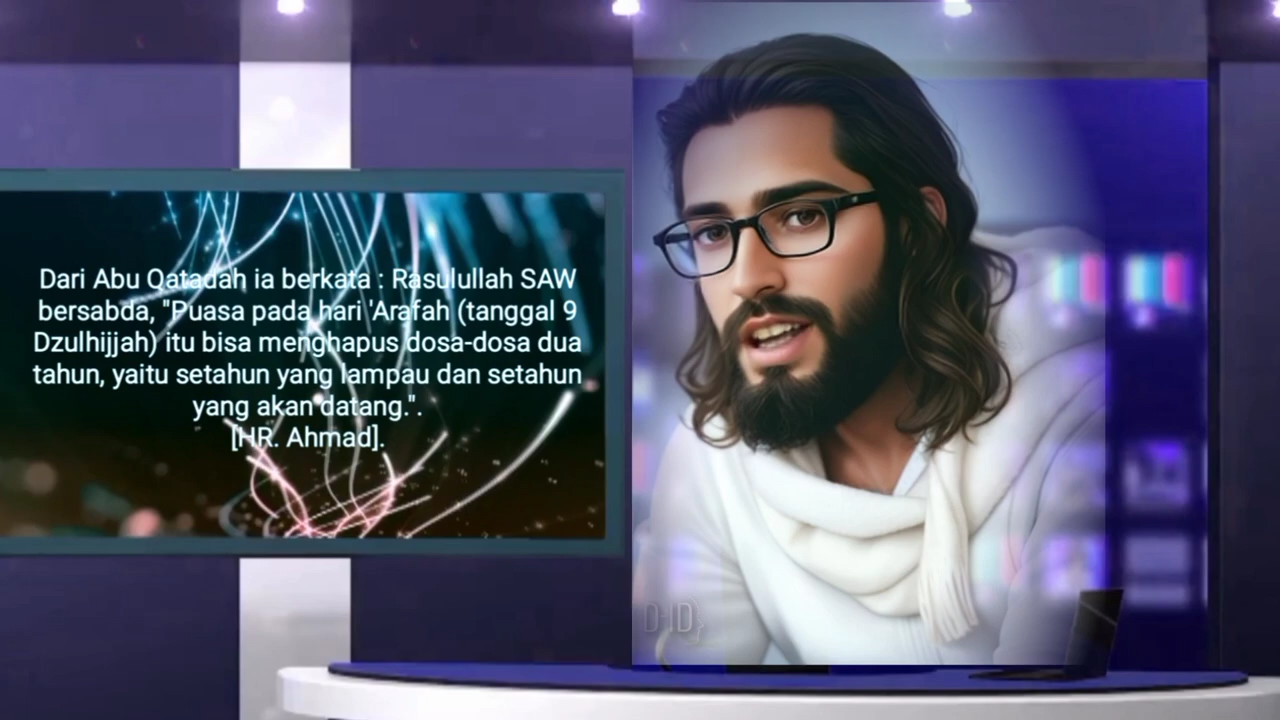 Dari Abu Qatadah ia berkata : Rasulullah SAW
bersabda, "Puasa pada hari 'Arafah (tanggal 9
Dzulhijjah) itu bisa menghapus dosa-dosa dua
tahun, yaitu setahun yang lampau dan setahun
yang akan datang.".
[HR. Ahmad].
D-ID